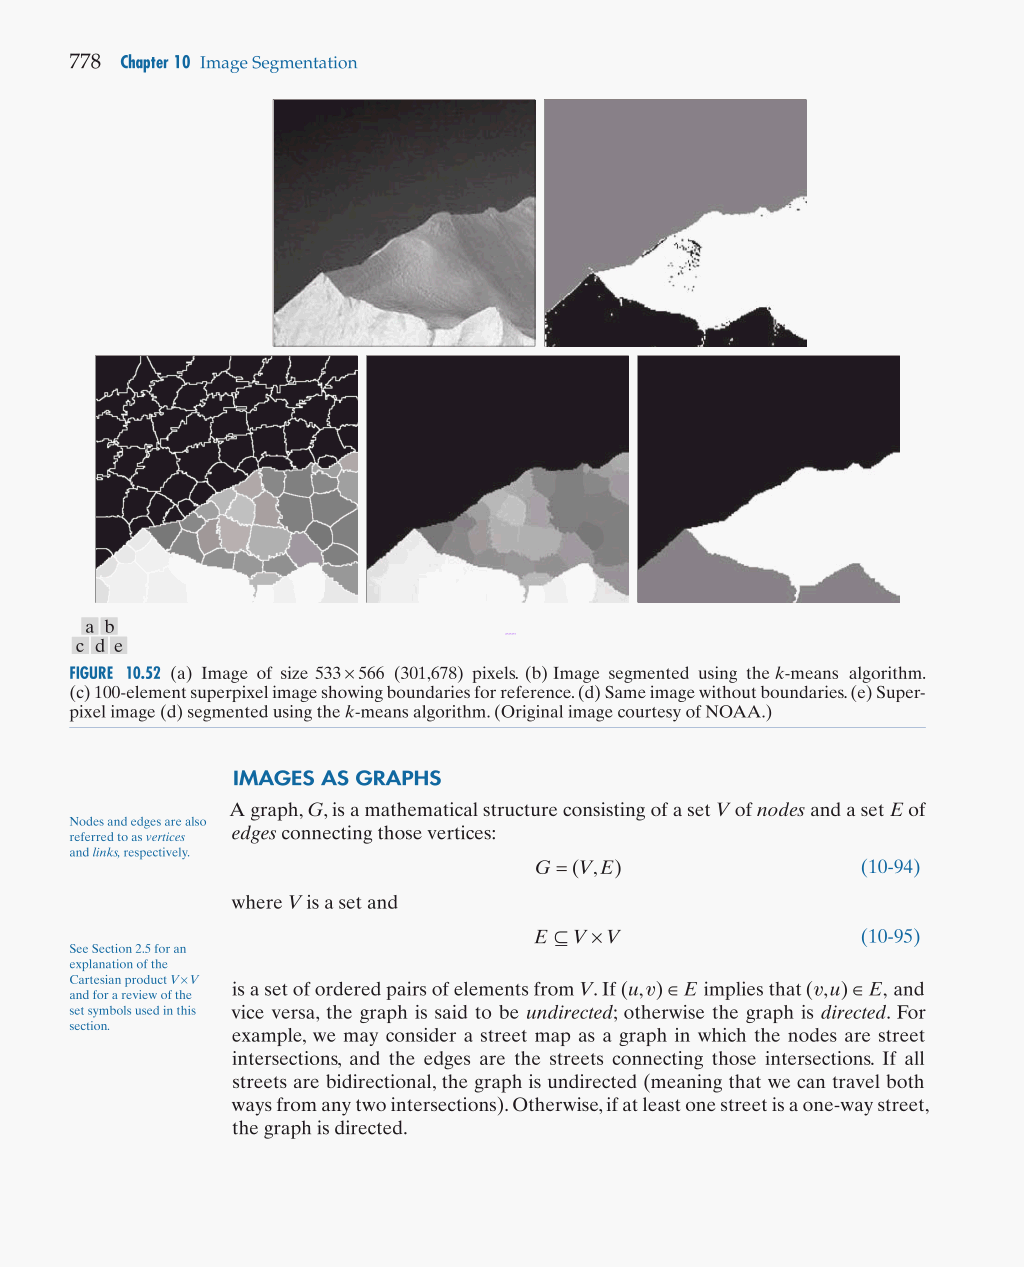 778 Chapter 10 Image Segmentation
a b
c d e
FIGURE 10.52 (a) Image of size 533 × 566 (301,678) pixels. (b) Image segmented using the k-means algorithm.
(c) 100-element superpixel image showing boundaries for reference. (d) Same image without boundaries. (e) Super-
pixel image (d) segmented using the k-means algorithm. (Original image courtesy of NOAA.)
IMAGES AS GRAPHS
A graph, G, is a mathematical structure consisting of a set V of nodes and a set E of
edges connecting those vertices:
Nodes and edges are also
referred to as vertices
and links, respectively.
G = (V, E) (10-94)
where V is a set and
E ⊆ V × V (10-95)
See Section 2.5 for an
explanation of the
Cartesian product V × V
and for a review of the
set symbols used in this
section.
is a set of ordered pairs of elements from V. If (u, v) ∈ E implies that (v, u) ∈ E, and
vice versa, the graph is said to be undirected; otherwise the graph is directed. For
example, we may consider a street map as a graph in which the nodes are street
intersections, and the edges are the streets connecting those intersections. If all
streets are bidirectional, the graph is undirected (meaning that we can travel both
ways from any two intersections). Otherwise, if at least one street is a one-way street,
the graph is directed.